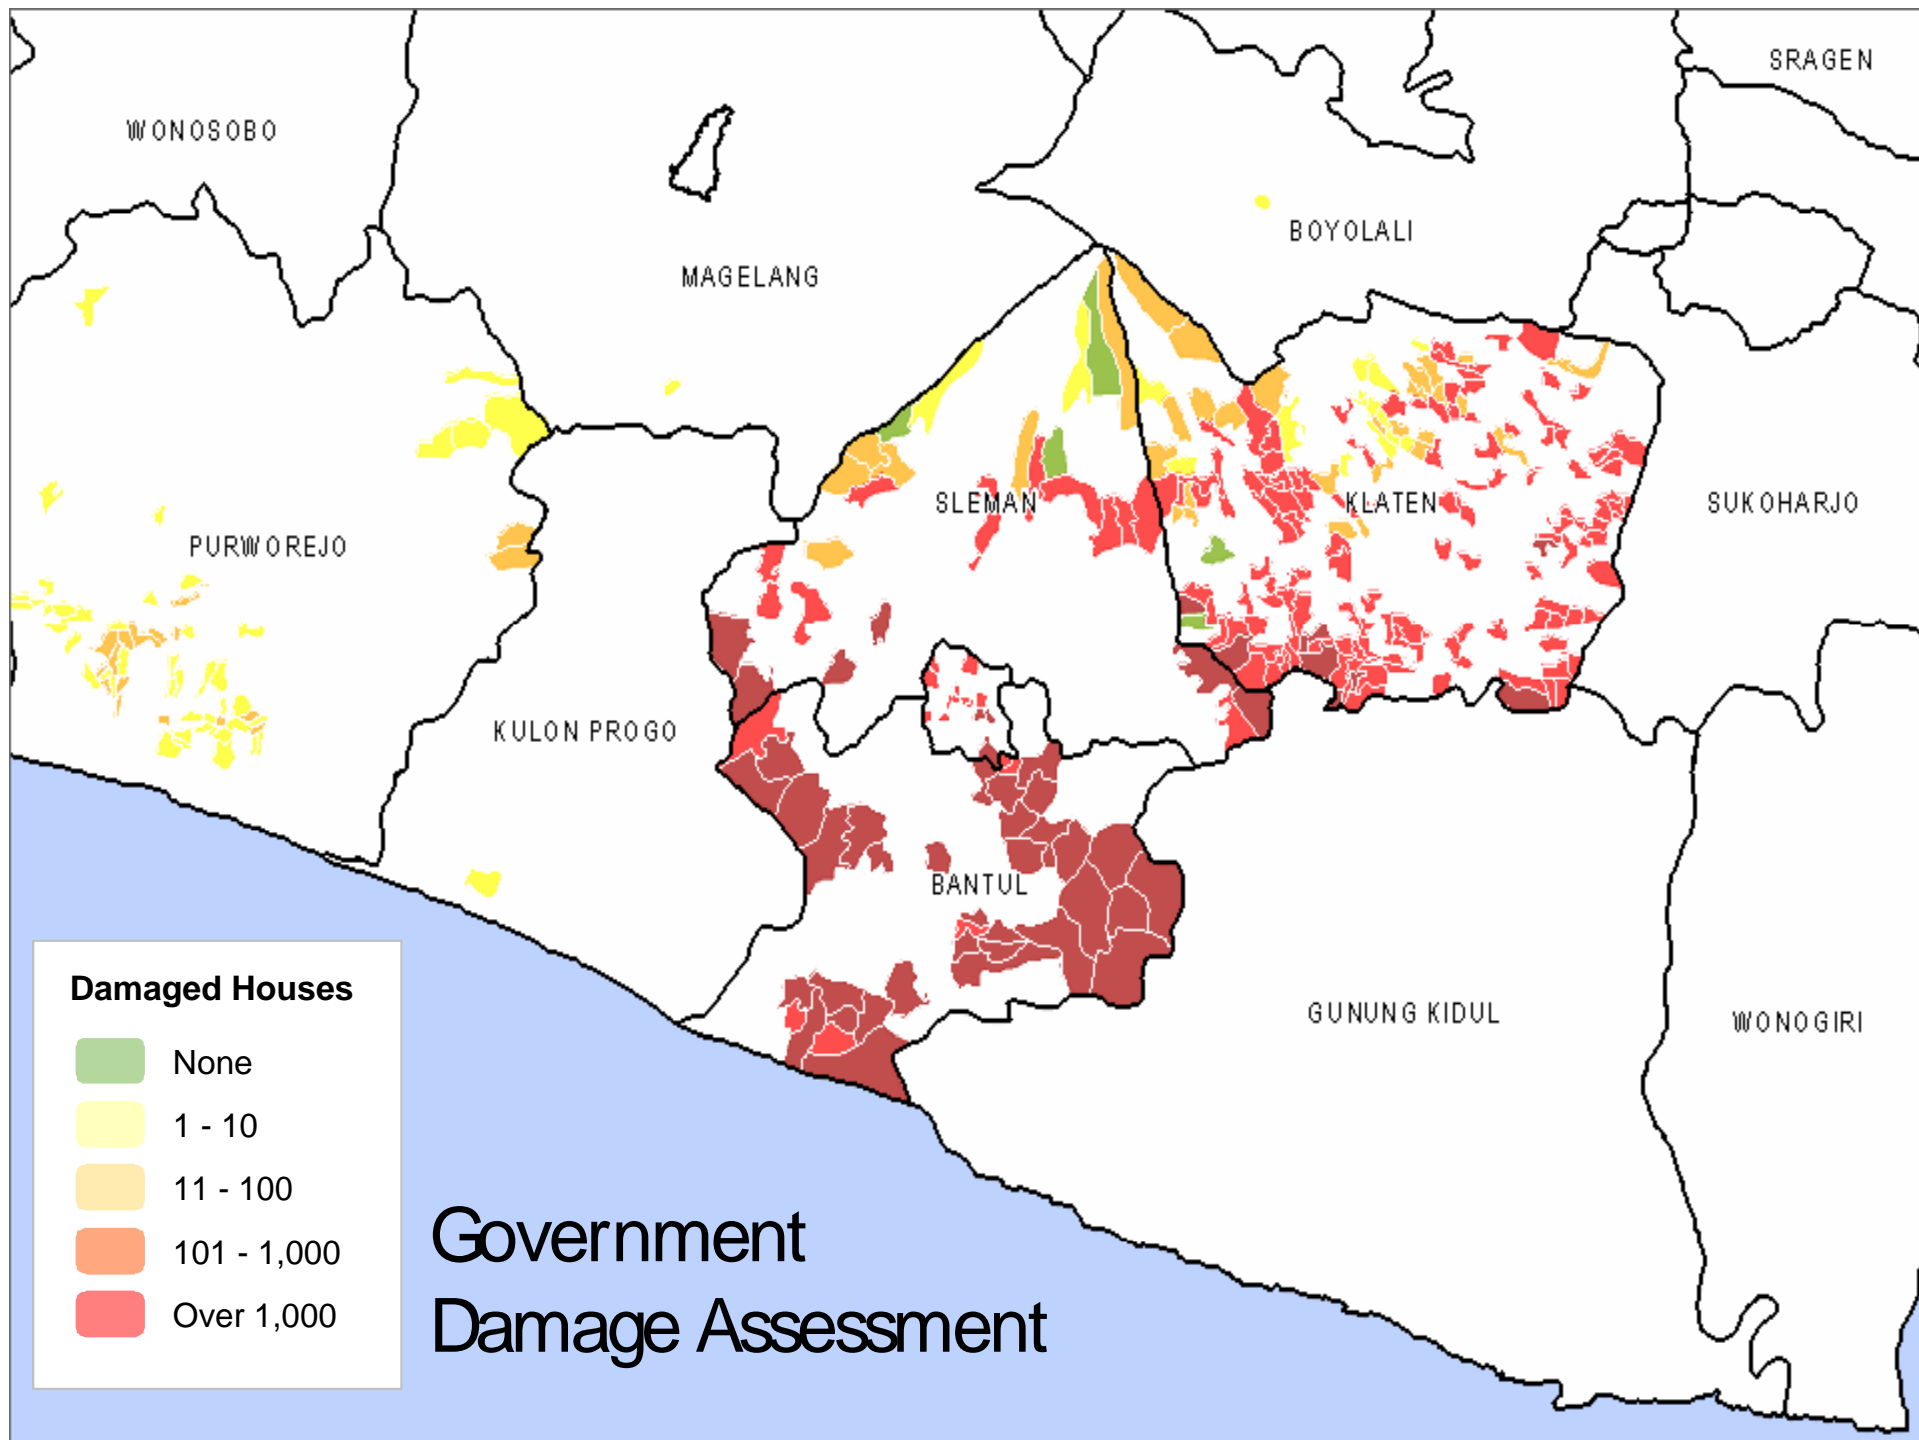 SRAGEN
WONOSOBO
BOYOLALI
MAGELANG
SLEMAN
KLATEN
SUKOHARJO
PURWOREJO
KULON PROGO
BANTUL
GUNUNG KIDUL
WONOGIRI
Damaged Houses
None
1 - 10
11 - 100
101 - 1,000
Over 1,000
Government
Damage Assessment